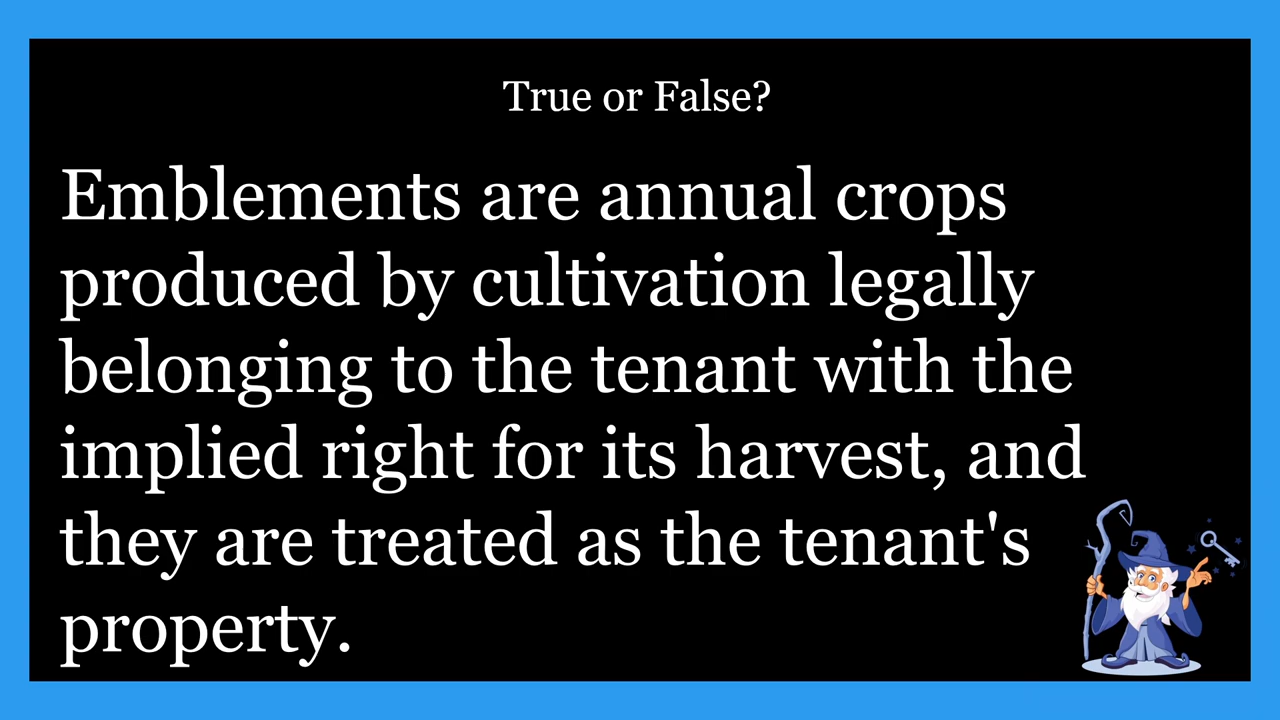 True or False?
Emblements are annual crops
produced by cultivation legally
belonging to the tenant with the
implied right for its harvest, and
they are treated as the tenant's
property.